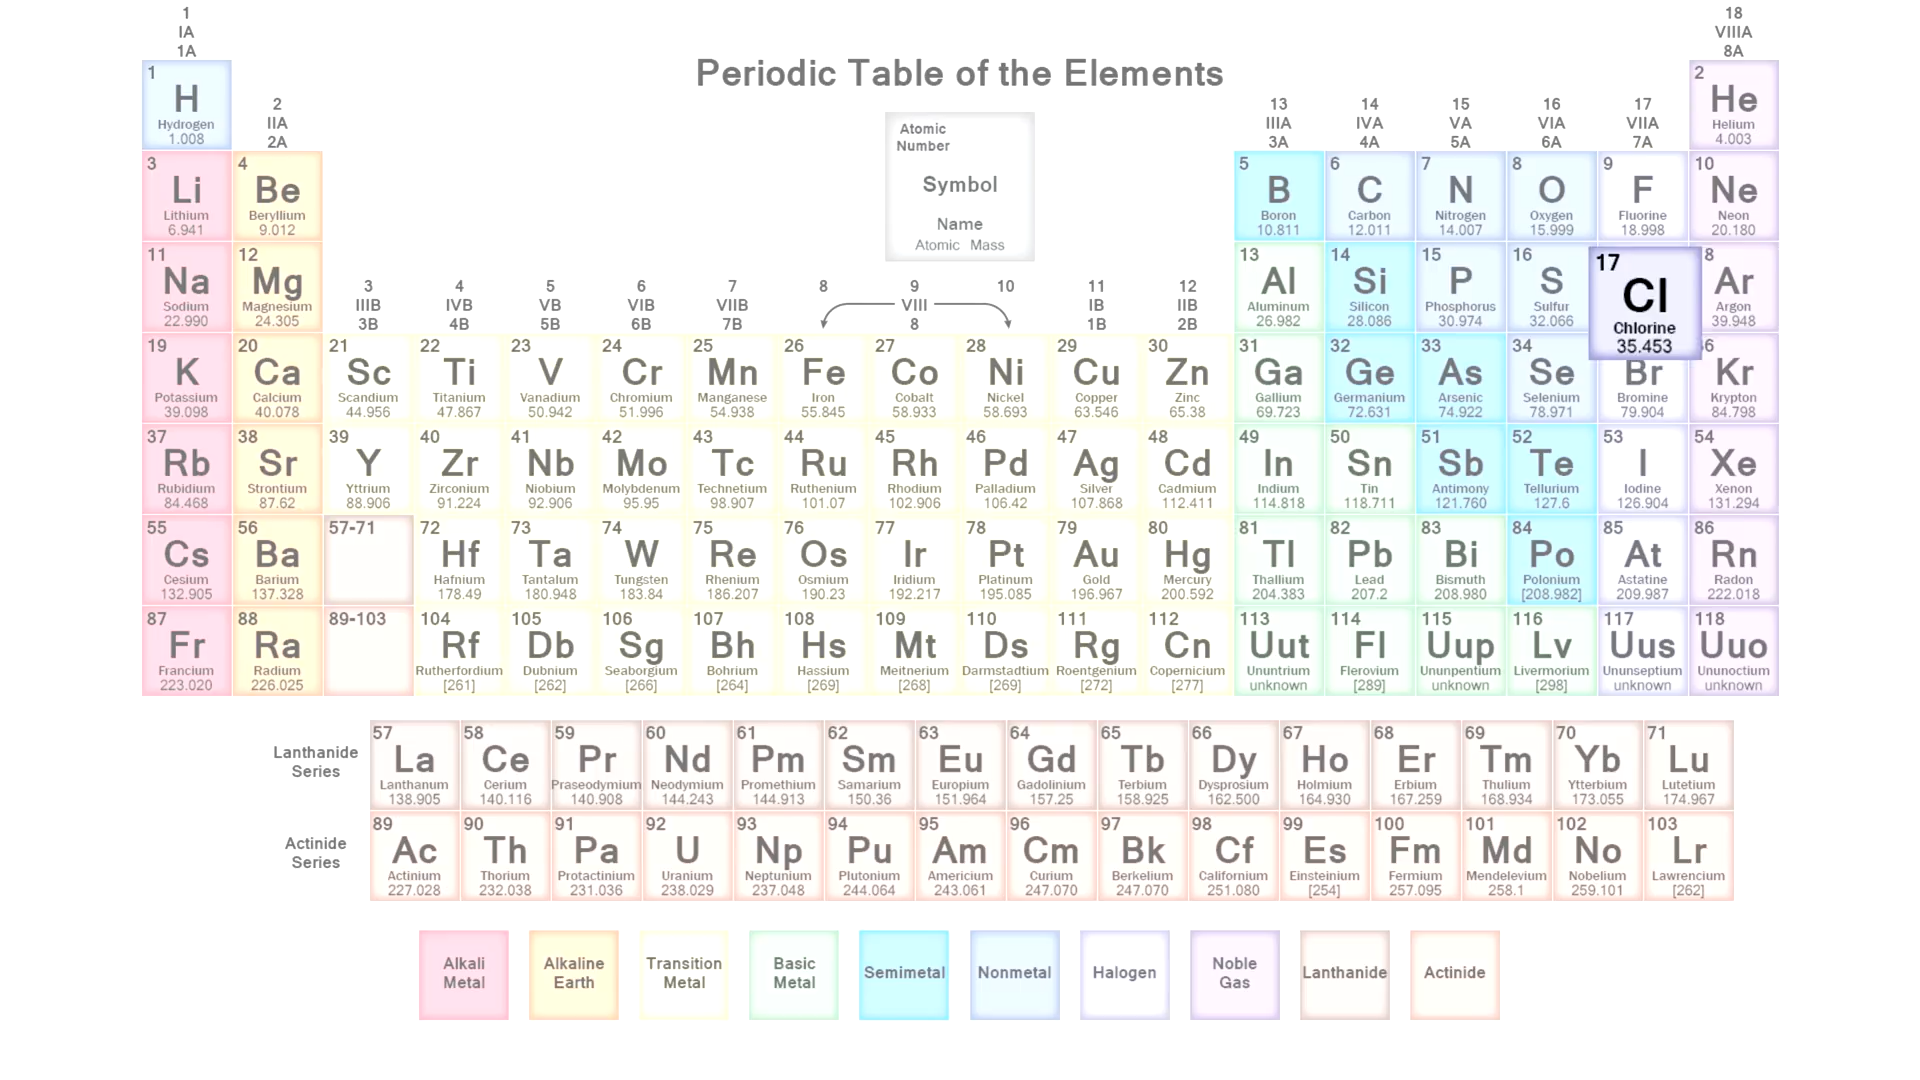 1
IA
1A
18
VIIIA
8A
Periodic Table of the Elements
1
H
Hydrogen
1.008
2
IIA
2A
13
IIIA
3A
14
IVA
4A
15
VA
5A
16
VIA
6A
17
VIIA
7A
2
He
Helium
4.003
Atomic
Number
Symbol
Name
Atomic Mass
3
Li
Lithium
6.941
4
Be
Beryllium
9.012
5
B
Boron
10.811
6
C
Carbon
12.011
7
N
Nitrogen
14.007
8
O
Oxygen
15.999
9
F
Fluorine
18.998
10
Ne
Neon
20.180
11
Na
Sodium
22.990
12
Mg
Magnesium
24.305
3
IIIB
3B
4
IVB
4B
5
VB
5B
6
VIB
6B
7
VIIB
7B
8
9
10
VIII
8
11
IB
1B
12
IIB
2B
13
Al
Aluminum
26.982
14
Si
Silicon
28.086
15
P
Phosphorus
30.974
16
S
Sulfur
32.066
17
Cl
Chlorine
35.453
8
Ar
Argon
39.948
19
K
Potassium
39.098
20
Ca
Calcium
40.078
21
Sc
Scandium
44.956
22
Ti
Titanium
47.867
23
V
Vanadium
50.942
24
Cr
Chromium
51.996
25
Mn
Manganese
54.938
26
Fe
Iron
55.845
27
Co
Cobalt
58.933
28
Ni
Nickel
58.693
29
Cu
Copper
63.546
30
Zn
Zinc
65.38
31
Ga
Gallium
69.723
32
Ge
Germanium
72.631
33
As
Arsenic
74.922
34
Se
Selenium
78.971
Br
Bromine
79.904
6
Kr
Krypton
84.798
37
Rb
Rubidium
84.468
38
Sr
Strontium
87.62
39
Y
Yttrium
88.906
40
Zr
Zirconium
91.224
41
Nb
Niobium
92.906
42
Mo
Molybdenum
95.95
43
Tc
Technetium
98.907
44
Ru
Ruthenium
101.07
45
Rh
Rhodium
102.906
46
Pd
Palladium
106.42
47
Ag
Silver
107.868
48
Cd
Cadmium
112.411
49
In
Indium
114.818
50
Sn
Tin
118.711
51
Sb
Antimony
121.760
52
Te
Tellurium
127.6
53
I
Iodine
126.904
54
Xe
Xenon
131.294
55
Cs
Cesium
132.905
56
Ba
Barium
137.328
57-71
72
Hf
Hafnium
178.49
73
Ta
Tantalum
180.948
74
W
Tungsten
183.84
75
Re
Rhenium
186.207
76
Os
Osmium
190.23
77
Ir
Iridium
192.217
78
Pt
Platinum
195.085
79
Au
Gold
196.967
80
Hg
Mercury
200.592
81
Tl
Thallium
204.383
82
Pb
Lead
207.2
83
Bi
Bismuth
208.980
84
Po
Polonium
[208.982]
85
At
Astatine
209.987
86
Rn
Radon
222.018
87
Fr
Francium
223.020
88
Ra
Radium
226.025
89-103
104
Rf
Rutherfordium
[261]
105
Db
Dubnium
[262]
106
Sg
Seaborgium
[266]
107
Bh
Bohrium
[264]
108
Hs
Hassium
[269]
109
Mt
Meitnerium
[268]
110
Ds
Darmstadtium
[269]
111
Rg
Roentgenium
[272]
112
Cn
Copernicium
[277]
113
Uut
Ununtrium
unknown
114
Fl
Flerovium
[289]
115
Uup
Ununpentium
unknown
116
Lv
Livermorium
[298]
117
Uus
Ununseptium
unknown
118
Uuo
Ununoctium
unknown
Lanthanide
Series
57
La
Lanthanum
138.905
58
Ce
Cerium
140.116
59
Pr
Praseodymium
140.908
60
Nd
Neodymium
144.243
61
Pm
Promethium
144.913
62
Sm
Samarium
150.36
63
Eu
Europium
151.964
64
Gd
Gadolinium
157.25
65
Tb
Terbium
158.925
66
Dy
Dysprosium
162.500
67
Ho
Holmium
164.930
68
Er
Erbium
167.259
69
Tm
Thulium
168.934
70
Yb
Ytterbium
173.055
71
Lu
Lutetium
174.967
Actinide
Series
89
Ac
Actinium
227.028
90
Th
Thorium
232.038
91
Pa
Protactinium
231.036
92
U
Uranium
238.029
93
Np
Neptunium
237.048
94
Pu
Plutonium
244.064
95
Am
Americium
243.061
96
Cm
Curium
247.070
97
Bk
Berkelium
247.070
98
Cf
Californium
251.080
99
Es
Einsteinium
[254]
100
Fm
Fermium
257.095
101
Md
Mendelevium
258.1
102
No
Nobelium
259.101
103
Lr
Lawrencium
[262]
Alkali
Metal
Alkaline
Earth
Transition
Metal
Basic
Metal
Semimetal
Nonmetal
Halogen
Noble
Gas
Lanthanide
Actinide